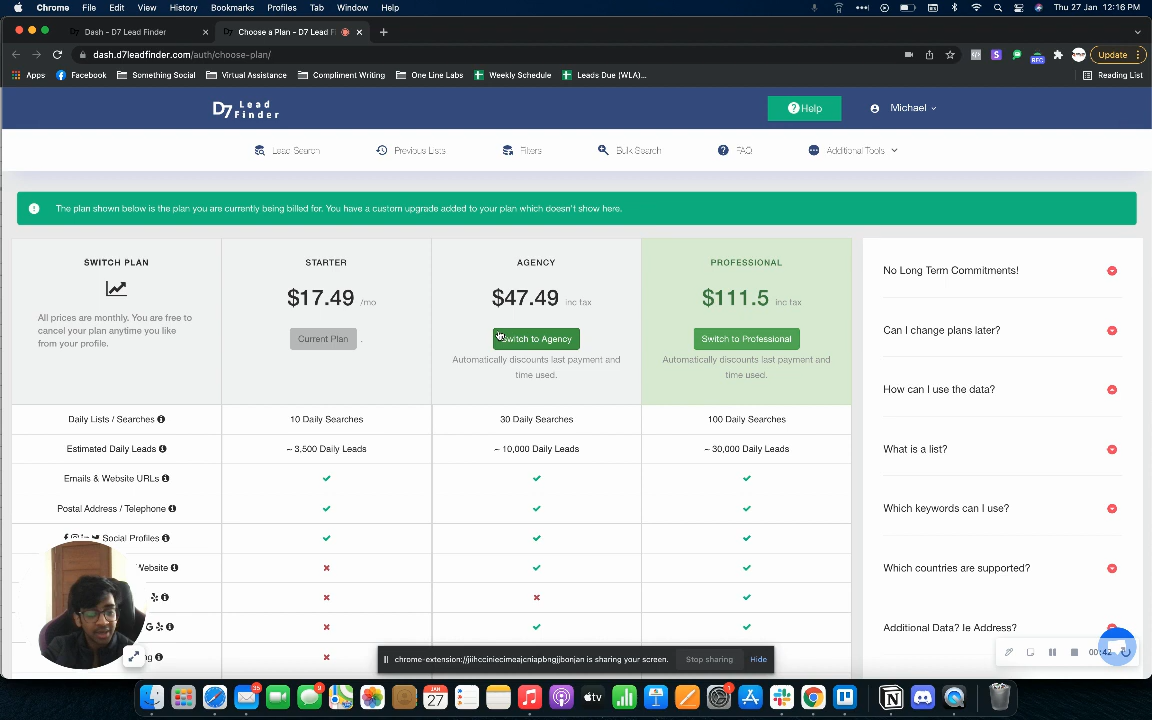 Chrome File Edit View History Bookmarks Profiles Tab Window Help
Thu 27 Jan 12:16 PM
Dash - D7 Lead Finder
Choose a Plan - D7 Lead Fi
dash.d7leadfinder.com/auth/choose-plan/
REC
Update
Apps Facebook Something Social Virtual Assistance Compliment Writing One Line Labs Weekly Schedule Leads Due (WLA)... Reading List
D7 Lead Finder
Help
Michael
Lead Search Previous Lists Filters Bulk Search FAQ Additional Tools
The plan shown below is the plan you are currently being billed for. You have a custom upgrade added to your plan which doesn't show here.
SWITCH PLAN
All prices are monthly. You are free to
cancel your plan anytime you like
from your profile.
STARTER
$17.49 /mo
Current Plan .
AGENCY
$47.49 inc tax
Switch to Agency
Automatically discounts last payment and
time used.
PROFESSIONAL
$111.5 inc tax
Switch to Professional
Automatically discounts last payment and
time used.
Daily Lists / Searches 10 Daily Searches 30 Daily Searches 100 Daily Searches
Estimated Daily Leads ~ 3,500 Daily Leads ~ 10,000 Daily Leads ~ 30,000 Daily Leads
Emails & Website URLs
Postal Address / Telephone
Social Profiles
Website
No Long Term Commitments!
Can I change plans later?
How can I use the data?
What is a list?
Which keywords can I use?
Which countries are supported?
Additional Data? Ie Address?
00:42
chrome-extension://jiihcciniecimeajcniapbngjjbonjan is sharing your screen. Stop sharing Hide
35
9
JAN
27
tv
1